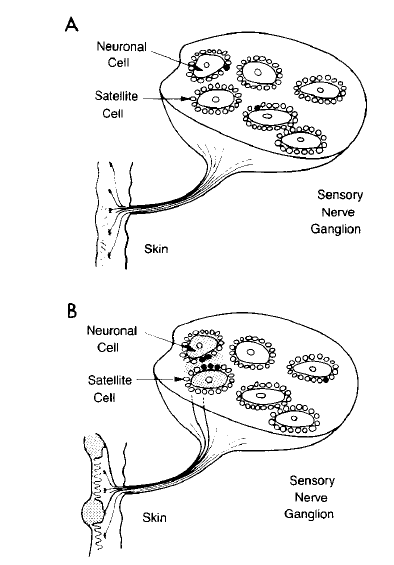 A
Neuronal
Cell
Satellite
Cell
Sensory
Nerve
Ganglion
Skin
B
Neuronal
Cell
Satellite
Cell
Sensory
Nerve
Ganglion
Skin